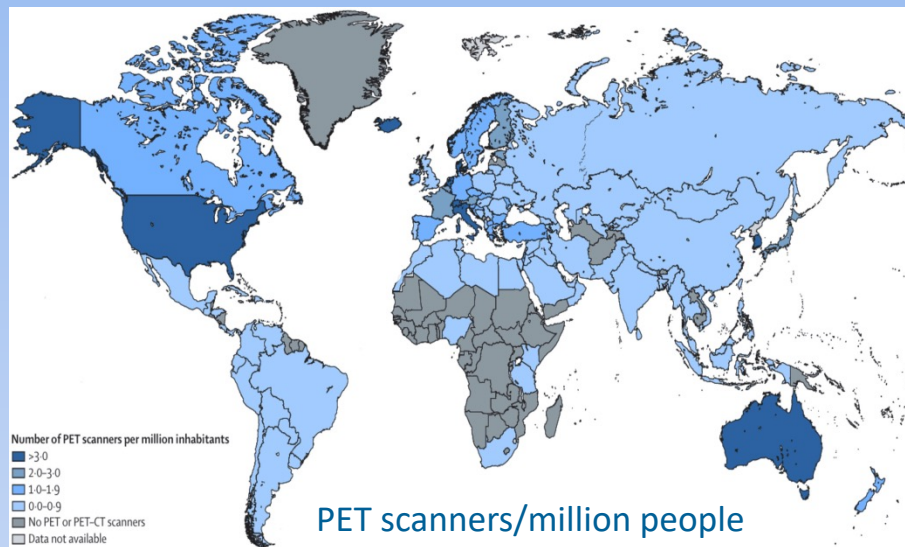 Number of PET scanners per million inhabitants
>3·0
2·0–3·0
1·0–1·9
0·0–0·9
No PET or PET–CT scanners
Data not available
PET scanners/million people